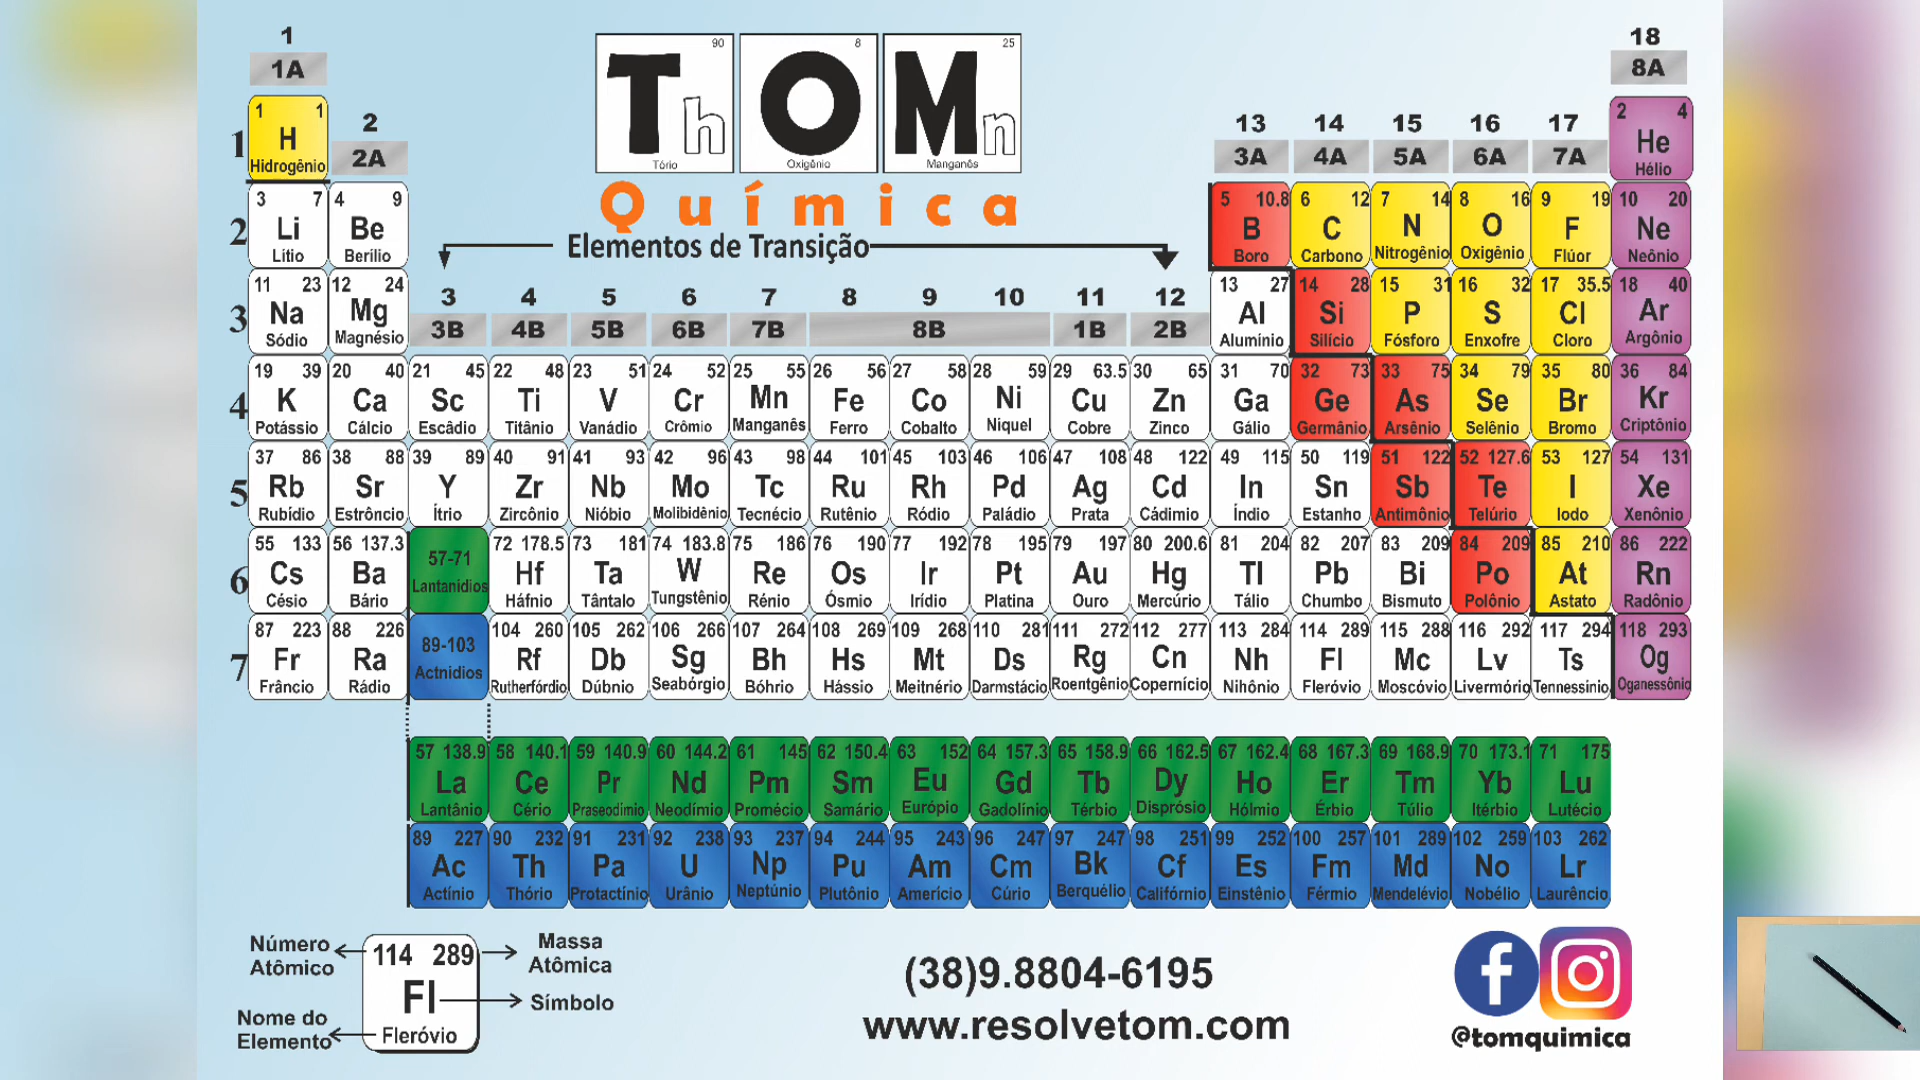 1
1A
18
8A
90
Th
Tório
8
O
Oxigênio
25
Mn
Manganês
Química
Elementos de Transição
2
2A
13 14 15 16 17
3A 4A 5A 6A 7A
3 4 5 6 7 8 9 10 11 12
3B 4B 5B 6B 7B 8B 1B 2B
1
1 1 2 4
H He
Hidrogênio Hélio
2
3 7 4 9 5 10.8 6 12 7 14 8 16 9 19 10 20
Li Be B C N O F Ne
Lítio Berílio Boro Carbono Nitrogênio Oxigênio Flúor Neônio
3
11 23 12 24 13 27 14 28 15 31 16 32 17 35.5 18 40
Na Mg Al Si P S Cl Ar
Sódio Magnésio Alumínio Silício Fósforo Enxofre Cloro Argônio
4
19 39 20 40 21 45 22 48 23 51 24 52 25 55 26 56 27 58 28 59 29 63.5 30 65 31 70 32 73 33 75 34 79 35 80 36 84
K Ca Sc Ti V Cr Mn Fe Co Ni Cu Zn Ga Ge As Se Br Kr
Potássio Cálcio Escâdio Titânio Vanádio Crômio Manganês Ferro Cobalto Niquel Cobre Zinco Gálio Germânio Arsênio Selênio Bromo Criptônio
5
37 86 38 88 39 89 40 91 41 93 42 96 43 98 44 101 45 103 46 106 47 108 48 122 49 115 50 119 51 122 52 127.6 53 127 54 131
Rb Sr Y Zr Nb Mo Tc Ru Rh Pd Ag Cd In Sn Sb Te I Xe
Rubídio Estrôncio Ítrio Zircônio Nióbio Molibidênio Tecnécio Rutênio Ródio Paládio Prata Cádimio Índio Estanho Antimônio Telúrio Iodo Xenônio
6
55 133 56 137.3 57-71 72 178.5 73 181 74 183.8 75 186 76 190 77 192 78 195 79 197 80 200.6 81 204 82 207 83 209 84 209 85 210 86 222
Cs Ba Lantanídios Hf Ta W Re Os Ir Pt Au Hg Tl Pb Bi Po At Rn
Césio Bário Háfnio Tântalo Tungstênio Rénio Ósmio Irídio Platina Ouro Mercúrio Tálio Chumbo Bismuto Polônio Astato Radônio
7
87 223 88 226 89-103 104 260 105 262 106 266 107 264 108 269 109 268 110 281 111 272 112 277 113 284 114 289 115 288 116 292 117 294 118 293
Fr Ra Actnidios Rf Db Sg Bh Hs Mt Ds Rg Cn Nh Fl Mc Lv Ts Og
Frâncio Rádio Rutherfórdio Dúbnio Seabórgio Bóhrio Hássio Meitnério Darmstácio Roentgênio Copernício Nihônio Fleróvio Moscóvio Livermório Tennessinio Oganessônio
57 138.9 58 140.1 59 140.9 60 144.2 61 145 62 150.4 63 152 64 157.3 65 158.9 66 162.5 67 162.4 68 167.3 69 168.9 70 173.1 71 175
La Ce Pr Nd Pm Sm Eu Gd Tb Dy Ho Er Tm Yb Lu
Lantânio Cério Praseodímio Neodímio Promécio Samário Európio Gadolínio Térbio Disprósio Hólmio Érbio Túlio Itérbio Lutécio
89 227 90 232 91 231 92 238 93 237 94 244 95 243 96 247 97 247 98 251 99 252 100 257 101 289 102 259 103 262
Ac Th Pa U Np Pu Am Cm Bk Cf Es Fm Md No Lr
Actínio Thório Protactínio Urânio Neptúnio Plutônio Amerício Cúrio Berquélio Califórnio Einstênio Férmio Mendelévio Nobélio Laurêncio
Número Atômico
114 289
Massa Atômica
Fl
Símbolo
Nome do Elemento
Fleróvio
(38)9.8804-6195
www.resolvetom.com
@tomquimica